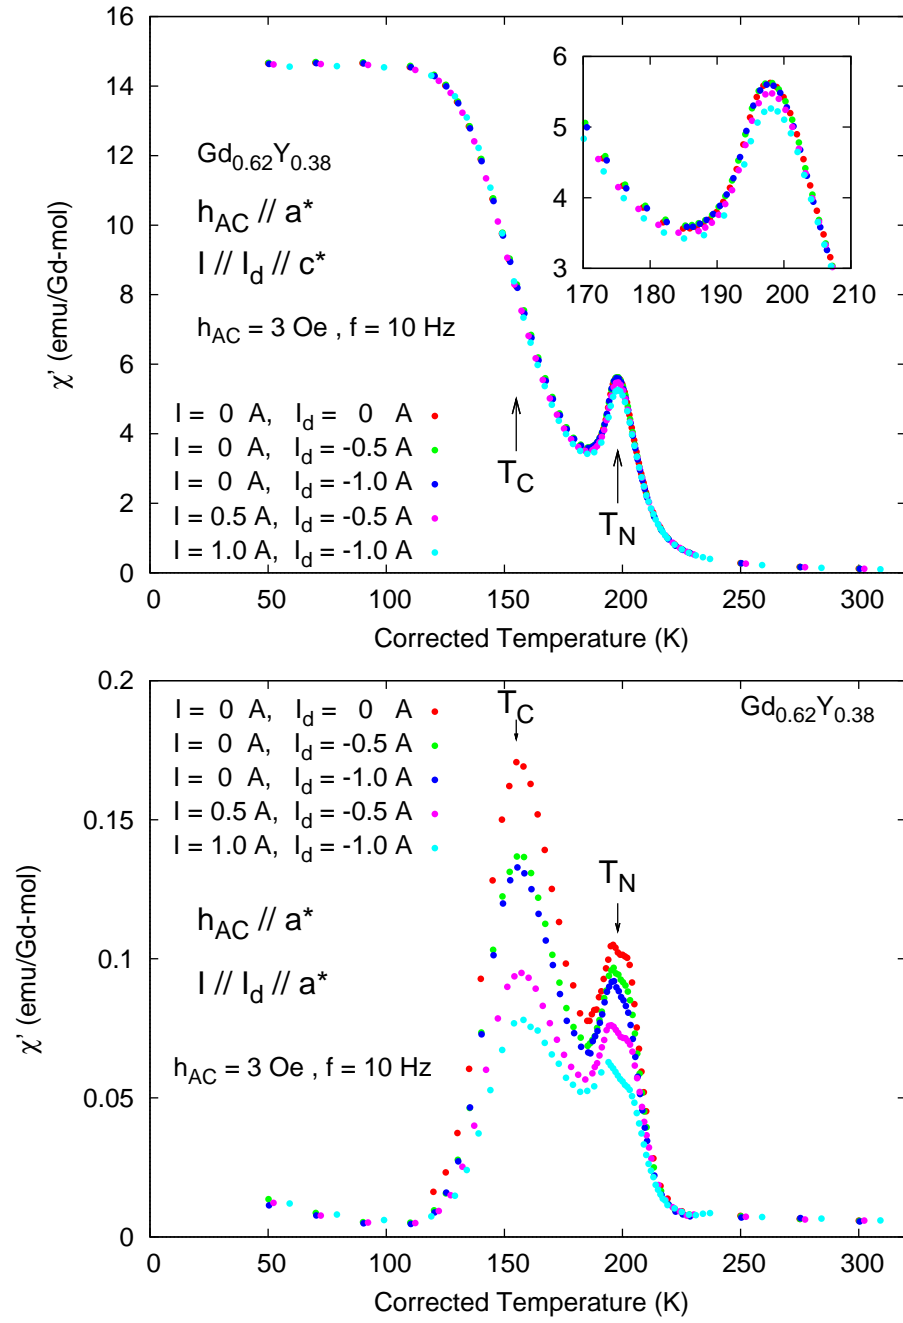 16
14
12
10
8
6
4
2
0
χ' (emu/Gd-mol)
0 50 100 150 200 250 300
Corrected Temperature (K)
Gd0.62Y0.38
hAC // a*
I // Id // c*
hAC = 3 Oe , f = 10 Hz
I = 0 A, Id = 0 A
I = 0 A, Id = -0.5 A
I = 0 A, Id = -1.0 A
I = 0.5 A, Id = -0.5 A
I = 1.0 A, Id = -1.0 A
TC
TN
6
5
4
3
170 180 190 200 210
0.2
0.15
0.1
0.05
0
χ' (emu/Gd-mol)
0 50 100 150 200 250 300
Corrected Temperature (K)
I = 0 A, Id = 0 A
I = 0 A, Id = -0.5 A
I = 0 A, Id = -1.0 A
I = 0.5 A, Id = -0.5 A
I = 1.0 A, Id = -1.0 A
TC
Gd0.62Y0.38
TN
hAC // a*
I // Id // a*
hAC = 3 Oe , f = 10 Hz